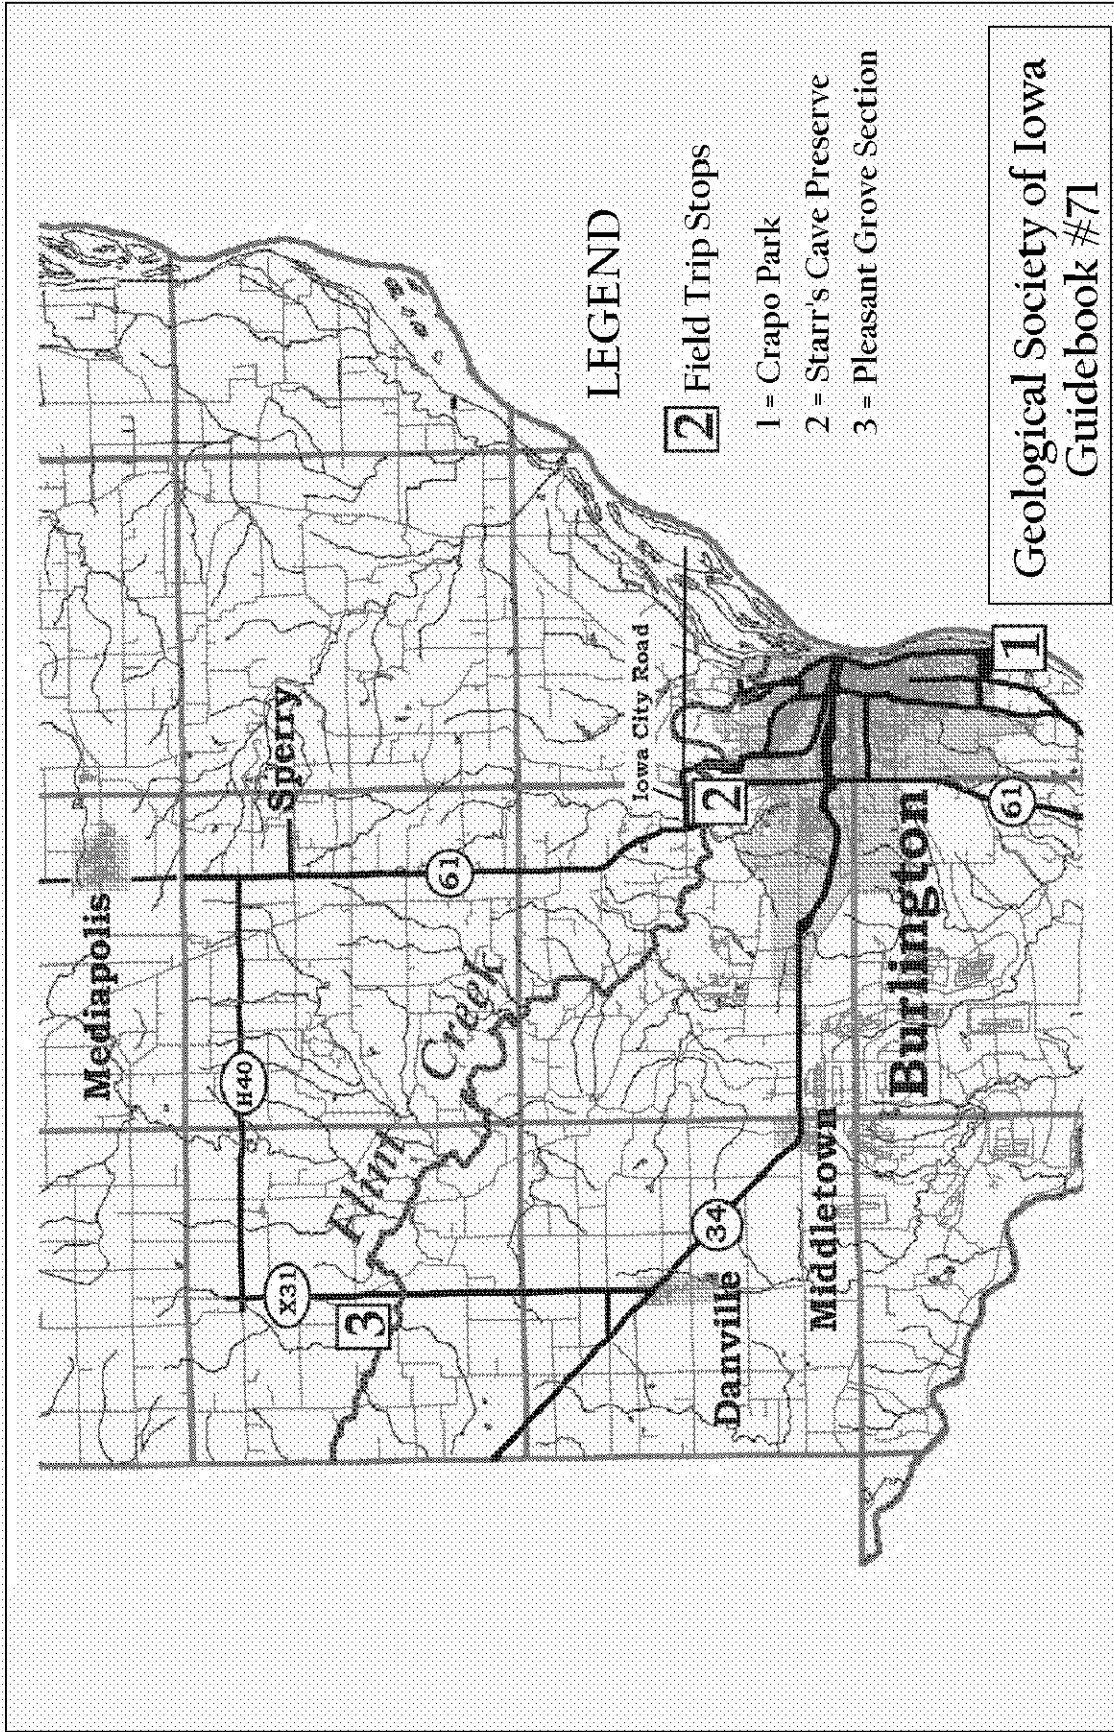 Mediapolis
Sperry
H40
X31
61
Flint
Creek
3
Iowa City Road
2
34
Danville
Middletown
Burlington
61
1
LEGEND
2 Field Trip Stops
1 = Crapo Park
2 = Starr's Cave Preserve
3 = Pleasant Grove Section
Geological Society of Iowa
Guidebook #71